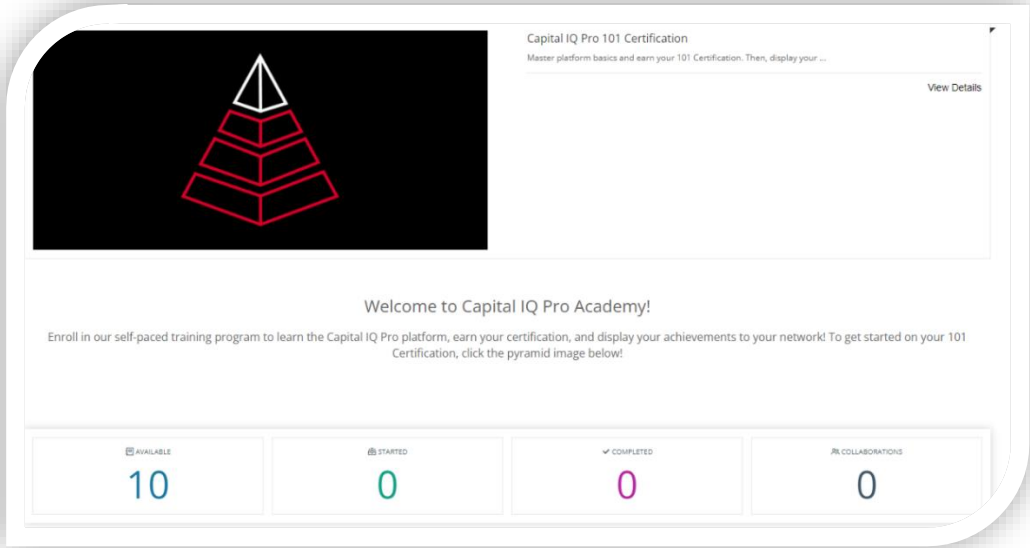 Capital IQ Pro 101 Certification
Master platform basics and earn your 101 Certification. Then, display your ...
View Details
Welcome to Capital IQ Pro Academy!
Enroll in our self-paced training program to learn the Capital IQ Pro platform, earn your certification, and display your achievements to your network! To get started on your 101
Certification, click the pyramid image below!
AVAILABLE
10
STARTED
0
COMPLETED
0
COLLABORATIONS
0